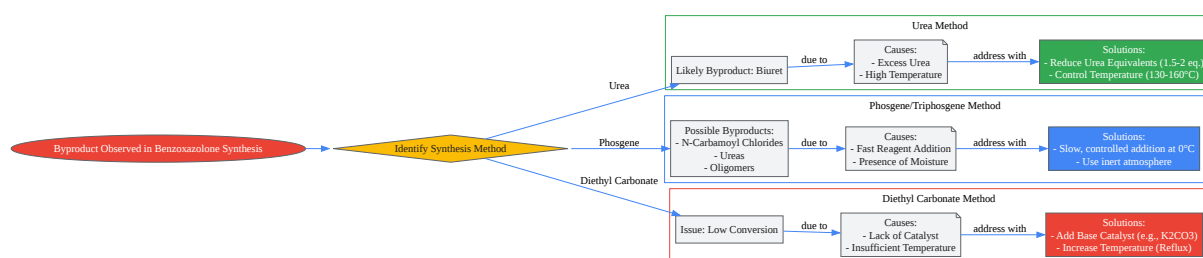 Byproduct Observed in Benzoxazolone Synthesis
Identify Synthesis Method
Urea
Phosgene
Diethyl Carbonate
Urea Method
Likely Byproduct: Biuret
due to
Causes:
- Excess Urea
- High Temperature
address with
Solutions:
- Reduce Urea Equivalents (1.5-2 eq.)
- Control Temperature (130-160°C)
Phosgene/Triphosgene Method
Possible Byproducts:
- N-Carbamoyl Chlorides
- Ureas
- Oligomers
due to
Causes:
- Fast Reagent Addition
- Presence of Moisture
address with
Solutions:
- Slow, controlled addition at 0°C
- Use inert atmosphere
Diethyl Carbonate Method
Issue: Low Conversion
due to
Causes:
- Lack of Catalyst
- Insufficient Temperature
address with
Solutions:
- Add Base Catalyst (e.g., K2CO3)
- Increase Temperature (Reflux)